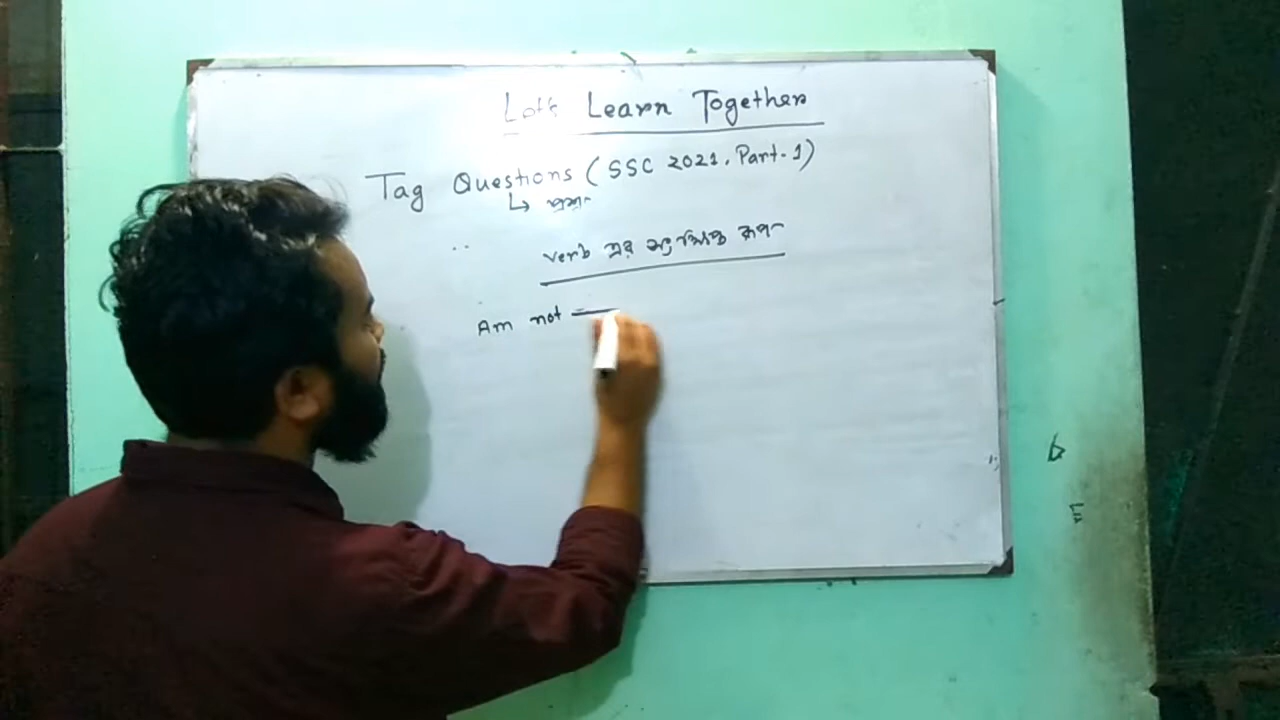 Let's Learn Together
Tag Questions (SSC 2021, Part-1)
↳ প্রশ্ন
verb এর সংক্ষিপ্ত রূপ
Am not —